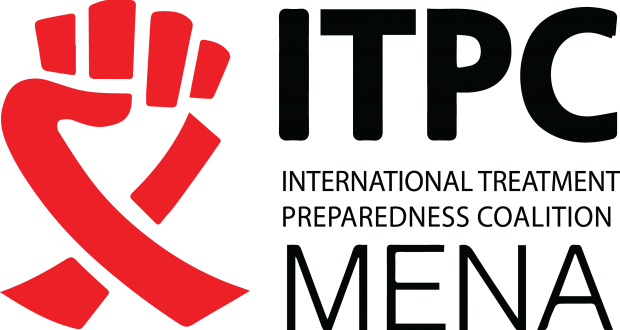 ITPC
INTERNATIONAL TREATMENT
PREPAREDNESS COALITION
MENA